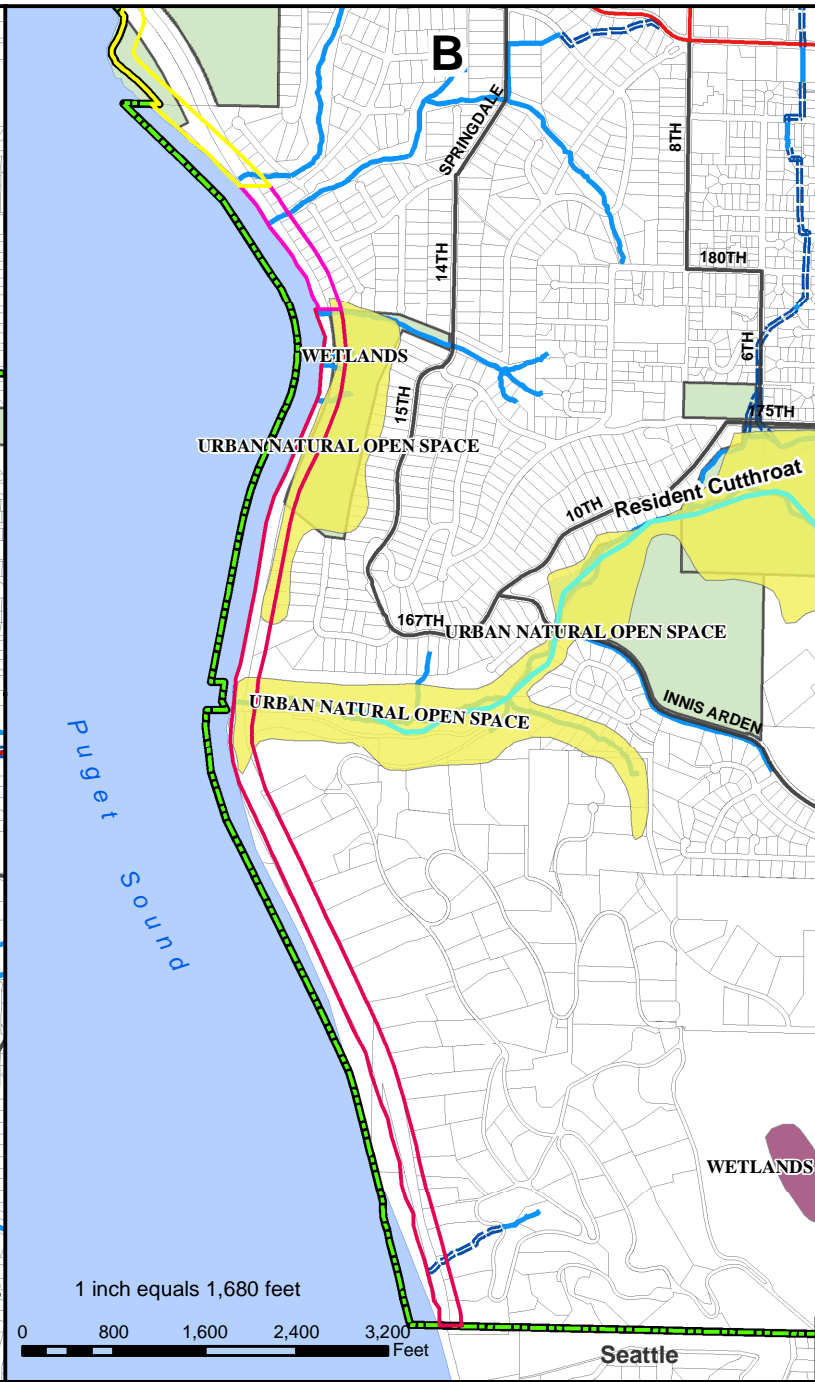 B
SPRINGDALE
8TH
14TH
180TH
6TH
WETLANDS
15TH
175TH
URBAN NATURAL OPEN SPACE
Resident Cutthroat
10TH
167TH
URBAN NATURAL OPEN SPACE
URBAN NATURAL OPEN SPACE
INNIS ARDEN
Puget Sound
WETLANDS
1 inch equals 1,680 feet
0 800 1,600 2,400 3,200
Feet
Seattle